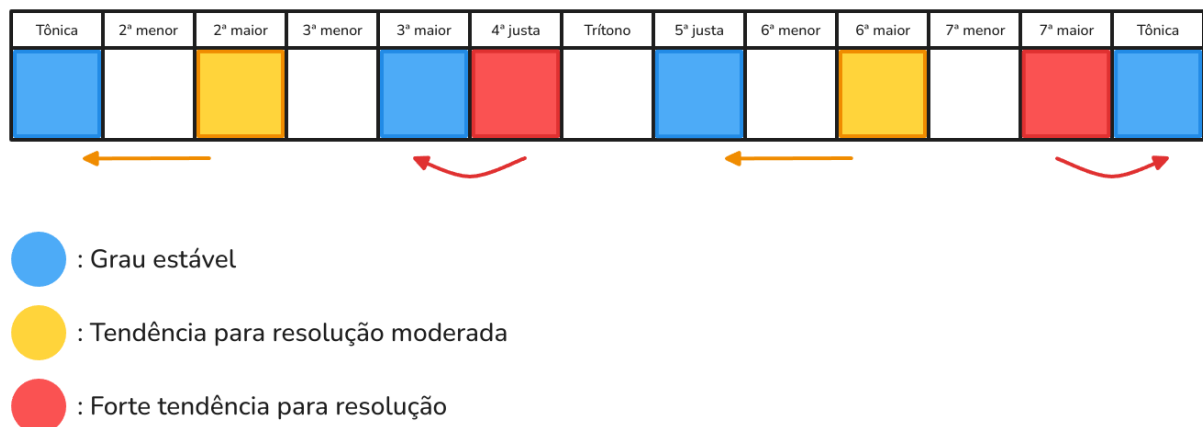 Tônica 2ª menor 2ª maior 3ª menor 3ª maior 4ª justa Trítono 5ª justa 6ª menor 6ª maior 7ª menor 7ª maior Tônica
: Grau estável
: Tendência para resolução moderada
: Forte tendência para resolução